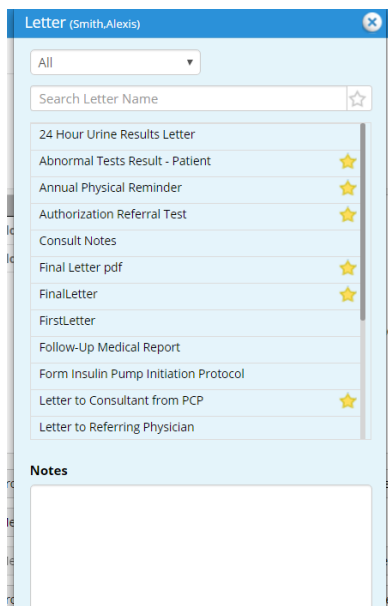 Letter (Smith,Alexis)
All
Search Letter Name
24 Hour Urine Results Letter
Abnormal Tests Result - Patient
Annual Physical Reminder
Authorization Referral Test
Consult Notes
Final Letter pdf
FinalLetter
FirstLetter
Follow-Up Medical Report
Form Insulin Pump Initiation Protocol
Letter to Consultant from PCP
Letter to Referring Physician
Notes